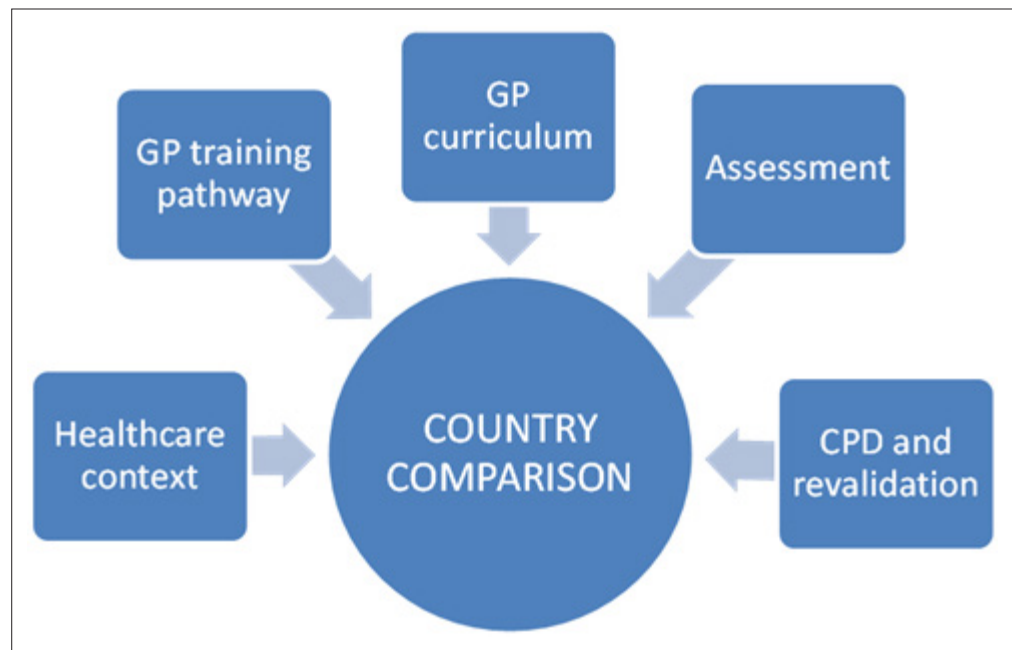 GP
curriculum
GP training
pathway
Assessment
Healthcare
context
COUNTRY
COMPARISON
CPD and
revalidation